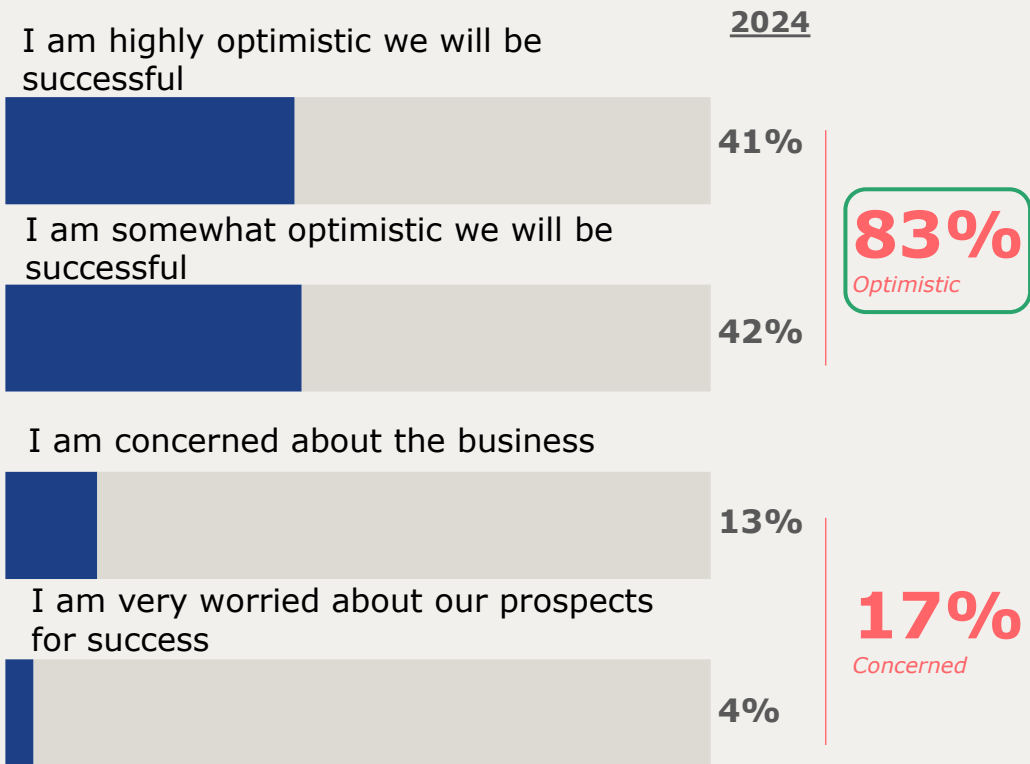 2024
I am highly optimistic we will be
successful
41%
I am somewhat optimistic we will be
successful
42%
83%
Optimistic
I am concerned about the business
13%
I am very worried about our prospects
for success
4%
17%
Concerned